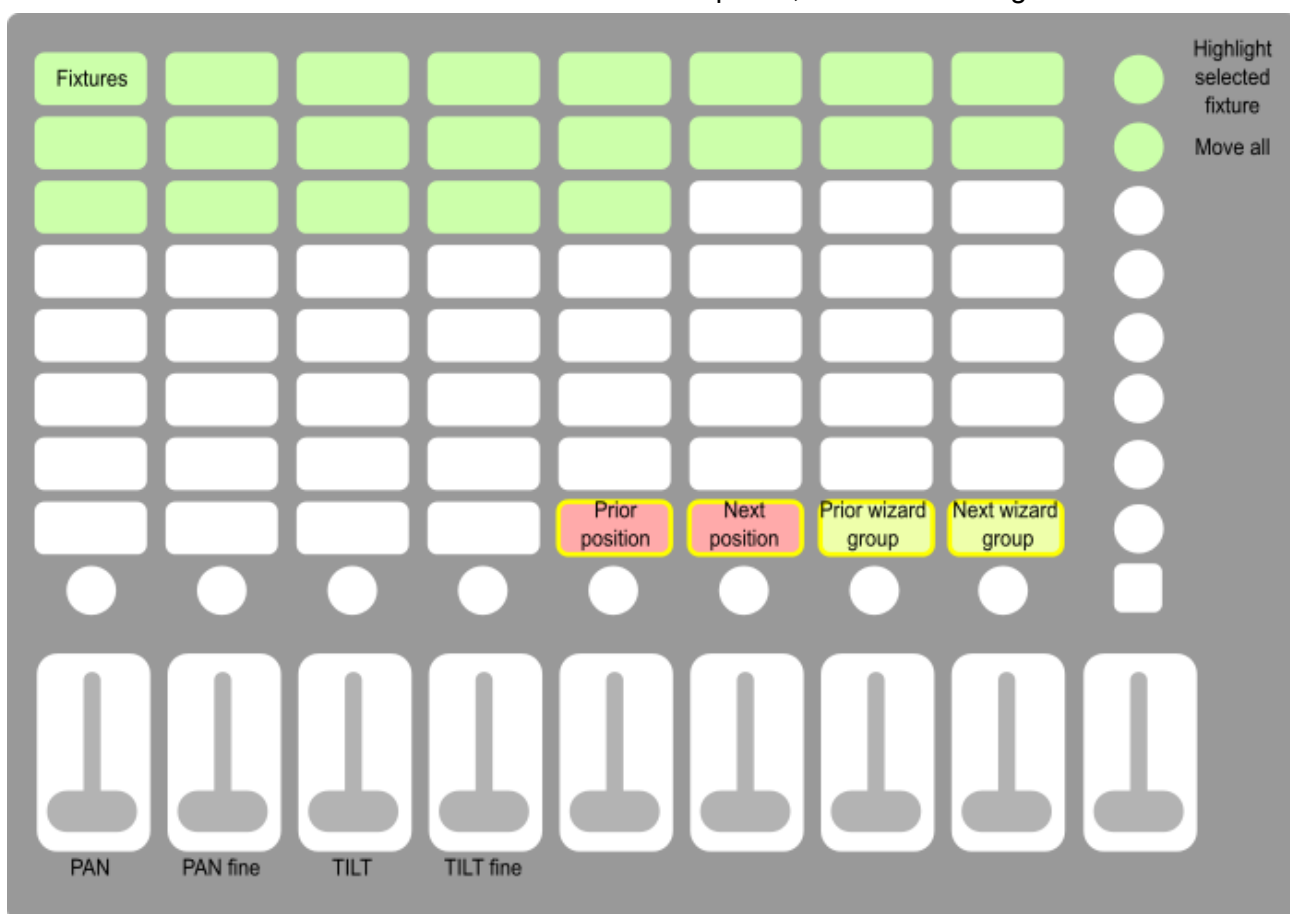 Fixtures
Highlight
selected
fixture
Move all
Prior
position
Next
position
Prior wizard
group
Next wizard
group
PAN
PAN fine
TILT
TILT fine